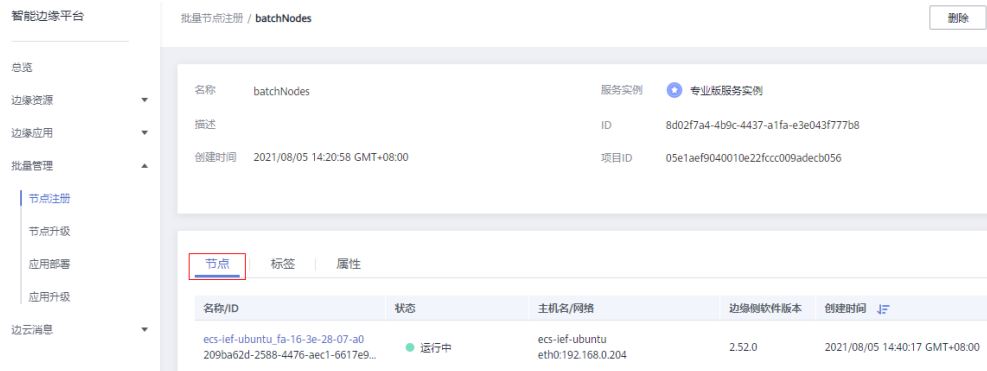 智能边缘平台
批量节点注册 / batchNodes
删除
总览
边缘资源
边缘应用
批量管理
节点注册
节点升级
应用部署
应用升级
边云消息
名称 batchNodes
服务实例 专业版服务实例
描述
ID 8d02f7a4-4b9c-4437-a1fa-e3e043f777b8
创建时间 2021/08/05 14:20:58 GMT+08:00
项目ID 05e1aef9040010e22fccc009adecb056
节点 标签 属性
名称/ID 状态 主机名/网络 边缘侧软件版本 创建时间
ecs-ief-ubuntu_fa-16-3e-28-07-a0 运行中 ecs-ief-ubuntu 2.52.0 2021/08/05 14:40:17 GMT+08:00
209ba62d-2588-4476-aec1-6617e9... eth0:192.168.0.204